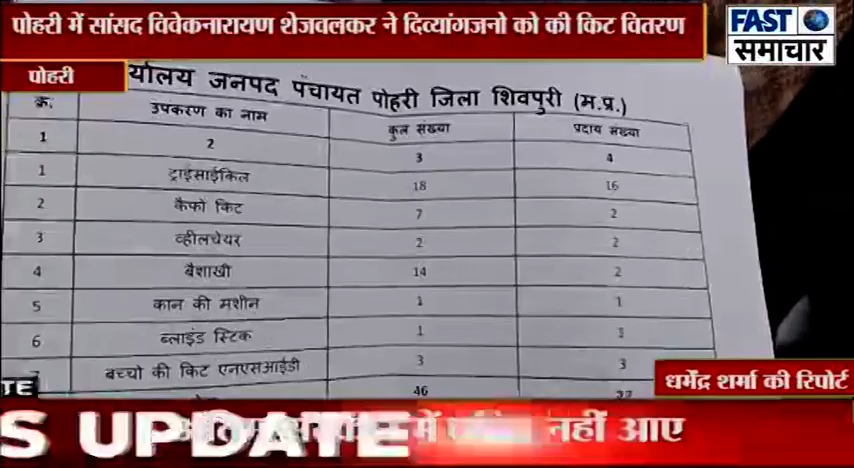 पोहरी में सांसद विवेकनारायण शेजवलकर ने दिव्यांगजनो को की किट वितरण
FAST
समाचार
पोहरी
र्यालय जनपद पंचायत पोहरी जिला शिवपुरी (म.प्र.)
क्र. उपकरण का नाम कुल संख्या प्रदाय संख्या
1 2 3 4
1 ट्राईसाईकिल 18 16
2 कैफो किट 7 2
3 व्हीलचेयर 2 2
4 बैशाखी 14 2
5 कान की मशीन 1 1
6 ब्लाइंड स्टिक 1 1
बच्चो की किट एनएसआईडी 3 3
46
धर्मेंद्र शर्मा की रिपोर्ट
TE
S UPDATE में नहीं आए